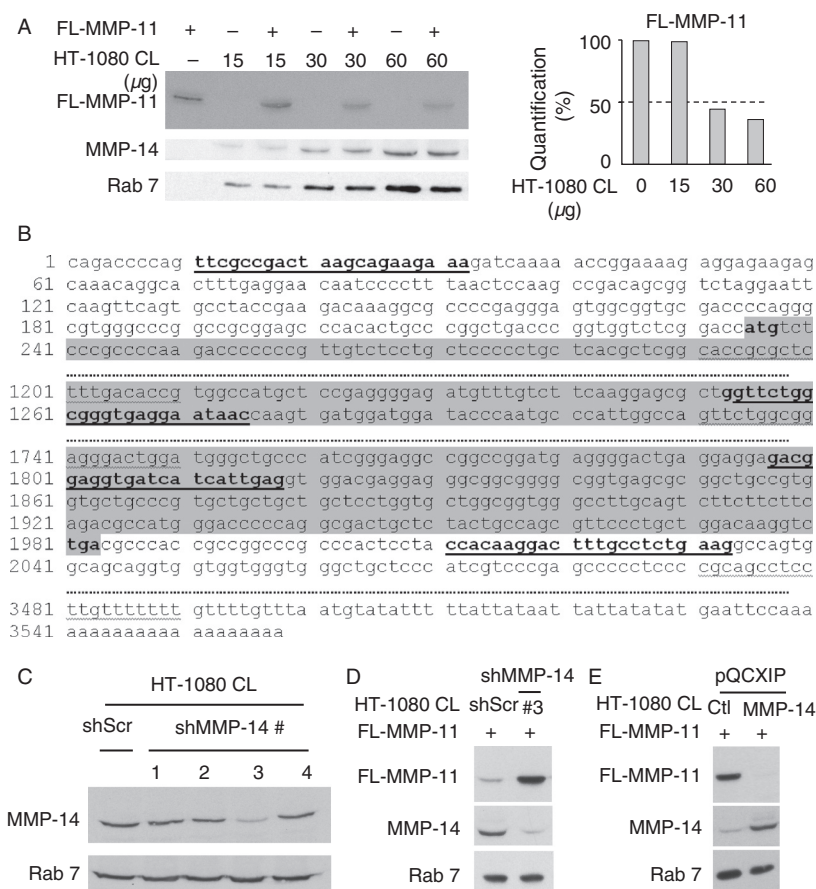 A
FL-MMP-11 + – + – + – +
HT-1080 CL – 15 15 30 30 60 60
(µg)
FL-MMP-11
MMP-14
Rab 7
FL-MMP-11
Quantification
(%)
100
50
0
HT-1080 CL 0 15 30 60
(µg)
B
1 cagaccccag ttcgccgact aagcagaaga aagatcaaaa accggaaaag aggagaagag
61 caaacaggca ctttgaggaa caatcccctt taactccaag ccgacagcgg tctaggaatt
121 caagttcagt gcctaccgaa gacaaaggcg ccccgaggga gtggcggtgc gaccccaggg
181 cgtgggcccg gccgcggagc ccacactgcc cggctgaccc ggtggtctcg gaccatgtct
241 cccgccccaa gacccccccg ttgtctcctg ctccccctgc tcacgctcgg caccgcgctc
1201 tttgacaccg tggccatgct ccgaggggag atgtttgtct tcaaggagcg ctggttctgg
1261 cgggtgagga ataaccaagt gatggatgga tacccaatgc ccattggcca gttctggcgg
1741 agggactgga tgggctgccc atcgggaggc cggccggatg aggggactga ggaggagacg
1801 gaggtgatca tcattgaggt ggacgaggag ggcggcgggg cggtgagcgc ggctgccgtg
1861 gtgctgcccg tgctgctgct gctcctggtg ctggcggtgg gccttgcagt cttcttcttc
1921 agacgccatg ggacccccag gcgactgctc tactgccagc gttccctgct ggacaaggtc
1981 tgacgcccac cgccggcccg cccactccta ccacaaggac tttgcctctg aaggccagtg
2041 gcagcaggtg gtggtgggtg ggctgctccc atcgtcccga gccccctccc cgcagcctcc
3481 ttgttttttt gttttgttta atgtatattt ttattataat tattatatat gaattccaaa
3541 aaaaaaaaaa aaaaaaaa
C
HT-1080 CL
shScr shMMP-14 #
1 2 3 4
MMP-14
Rab 7
D
shMMP-14
HT-1080 CL shScr #3
FL-MMP-11 + +
FL-MMP-11
MMP-14
Rab 7
E
pQCXIP
HT-1080 CL Ctl MMP-14
FL-MMP-11 + +
FL-MMP-11
MMP-14
Rab 7